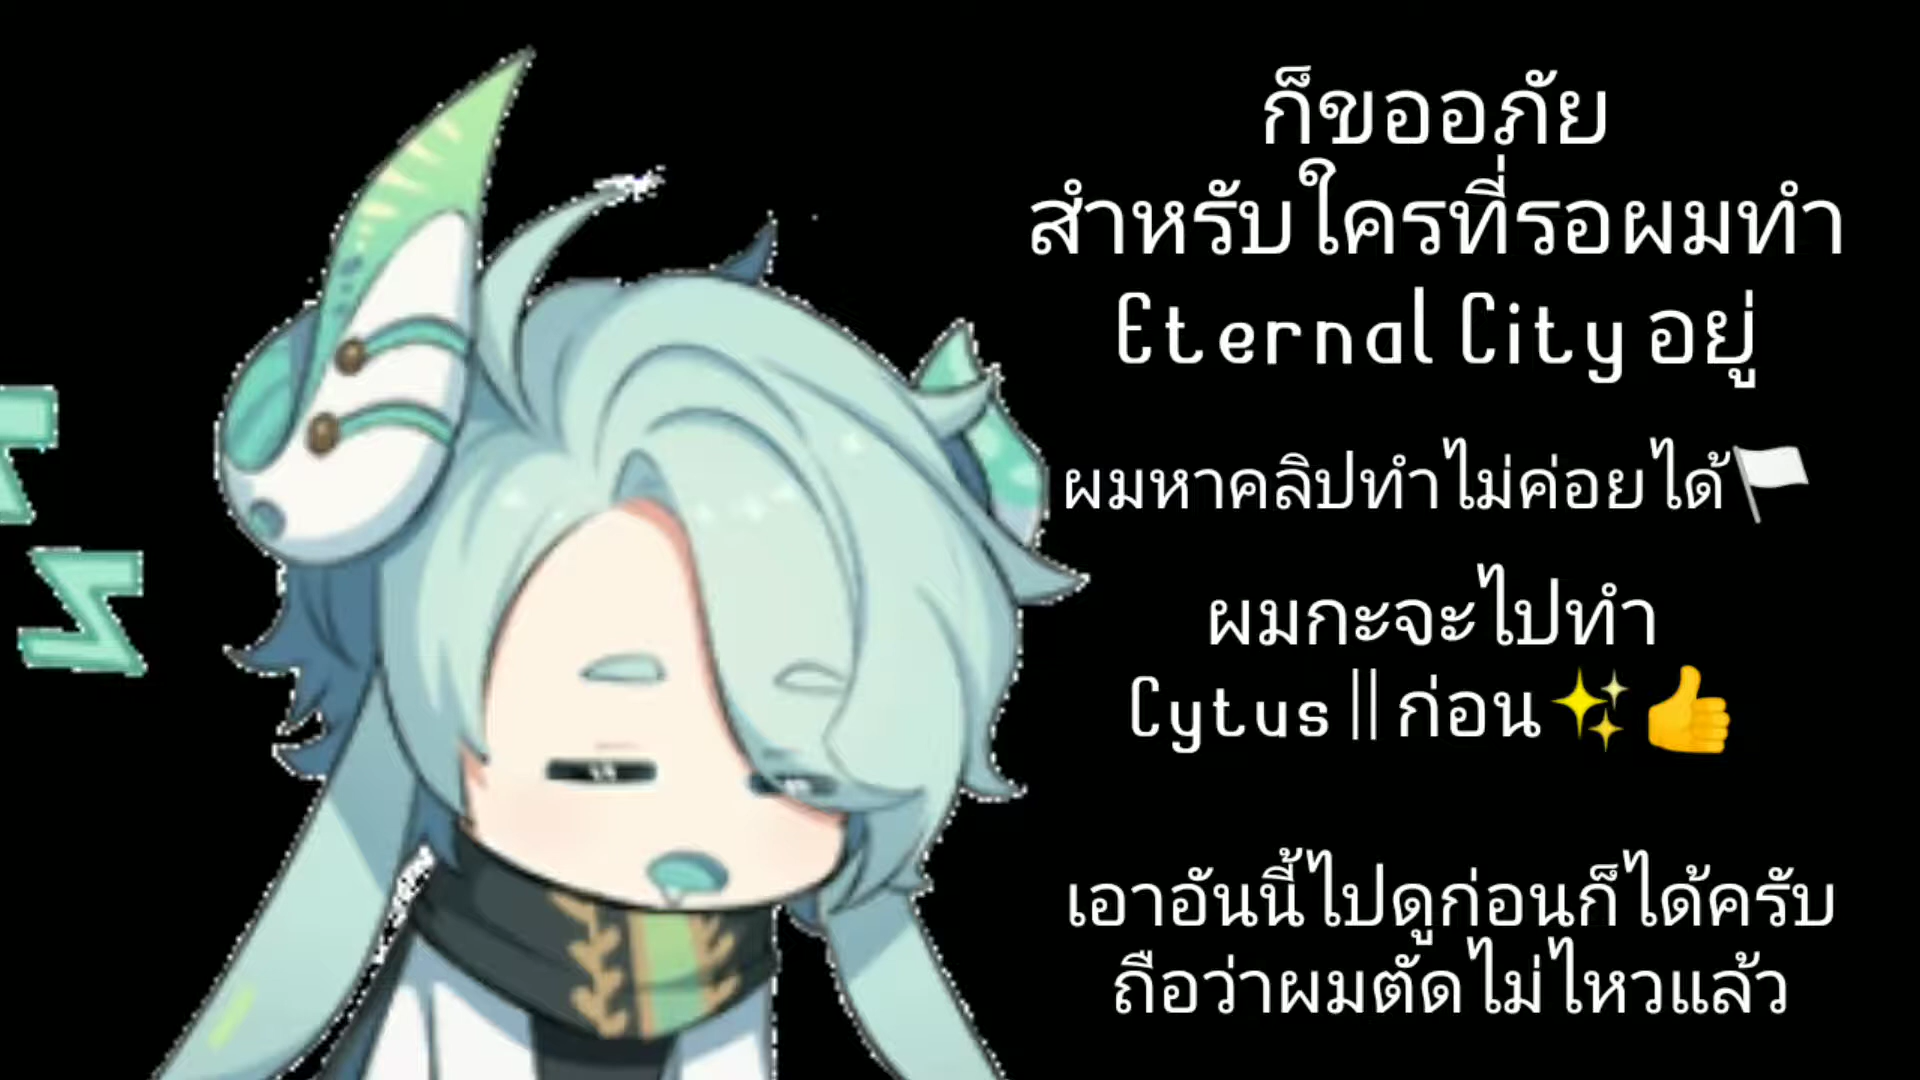 ก็ขออภัย
สำหรับใครที่รอผมทำ
Eternal City อยู่
ผมหาคลิปทำไม่ค่อยได้🏳️
ผมกะจะไปทำ
Cytus || ก่อน✨👍
เอาอันนี้ไปดูก่อนก็ได้ครับ
ถือว่าผมตัดไม่ไหวแล้ว